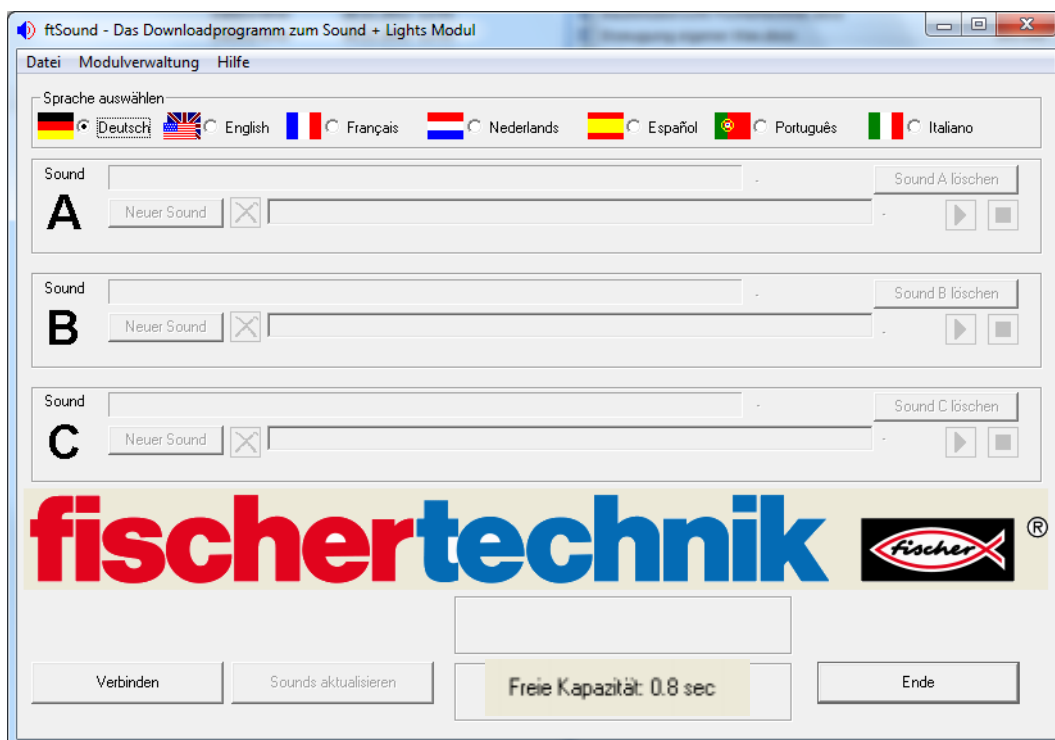 ftSound - Das Downloadprogramm zum Sound + Lights Modul
Datei Modulverwaltung Hilfe
Sprache auswählen
Deutsch English Français Nederlands Español Português Italiano
Sound - Sound A löschen
A Neuer Sound -
Sound - Sound B löschen
B Neuer Sound -
Sound - Sound C löschen
C Neuer Sound -
fischertechnik fischer ®
Verbinden Sounds aktualisieren Freie Kapazität: 0.8 sec Ende